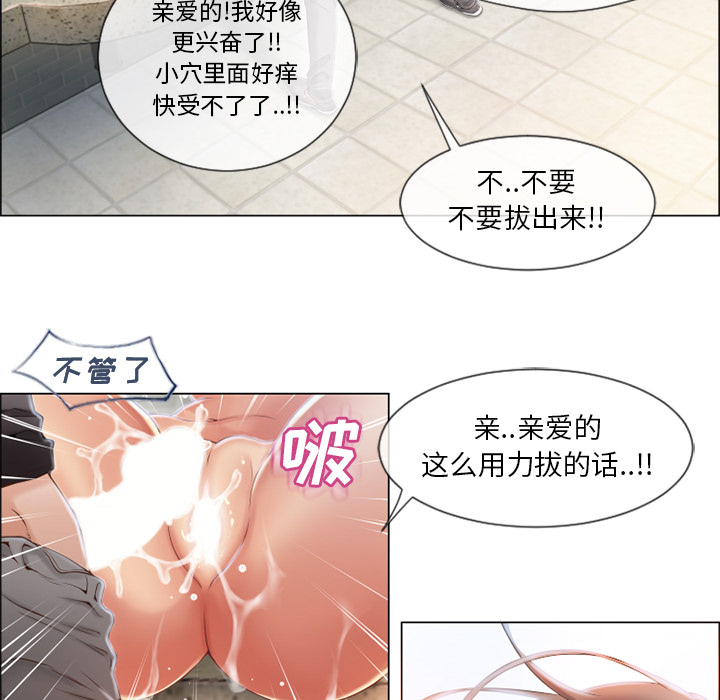 亲爱的!我好像
更兴奋了!!
小穴里面好痒
快受不了了..!!
不..不要
不要拔出来!!
不管了
啵
亲..亲爱的
这么用力拔的话..!!